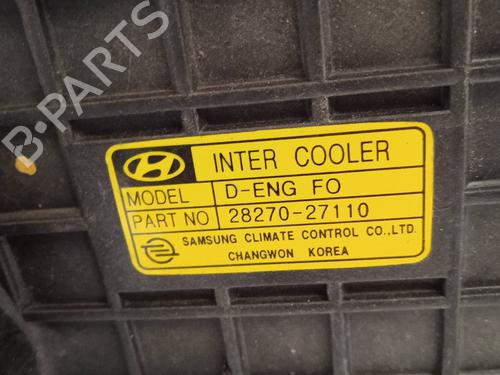 B-PARTS
INTER COOLER
MODEL D-ENG FO
PART NO 28270-27110
SAMSUNG CLIMATE CONTROL CO.,LTD.
CHANGWON KOREA